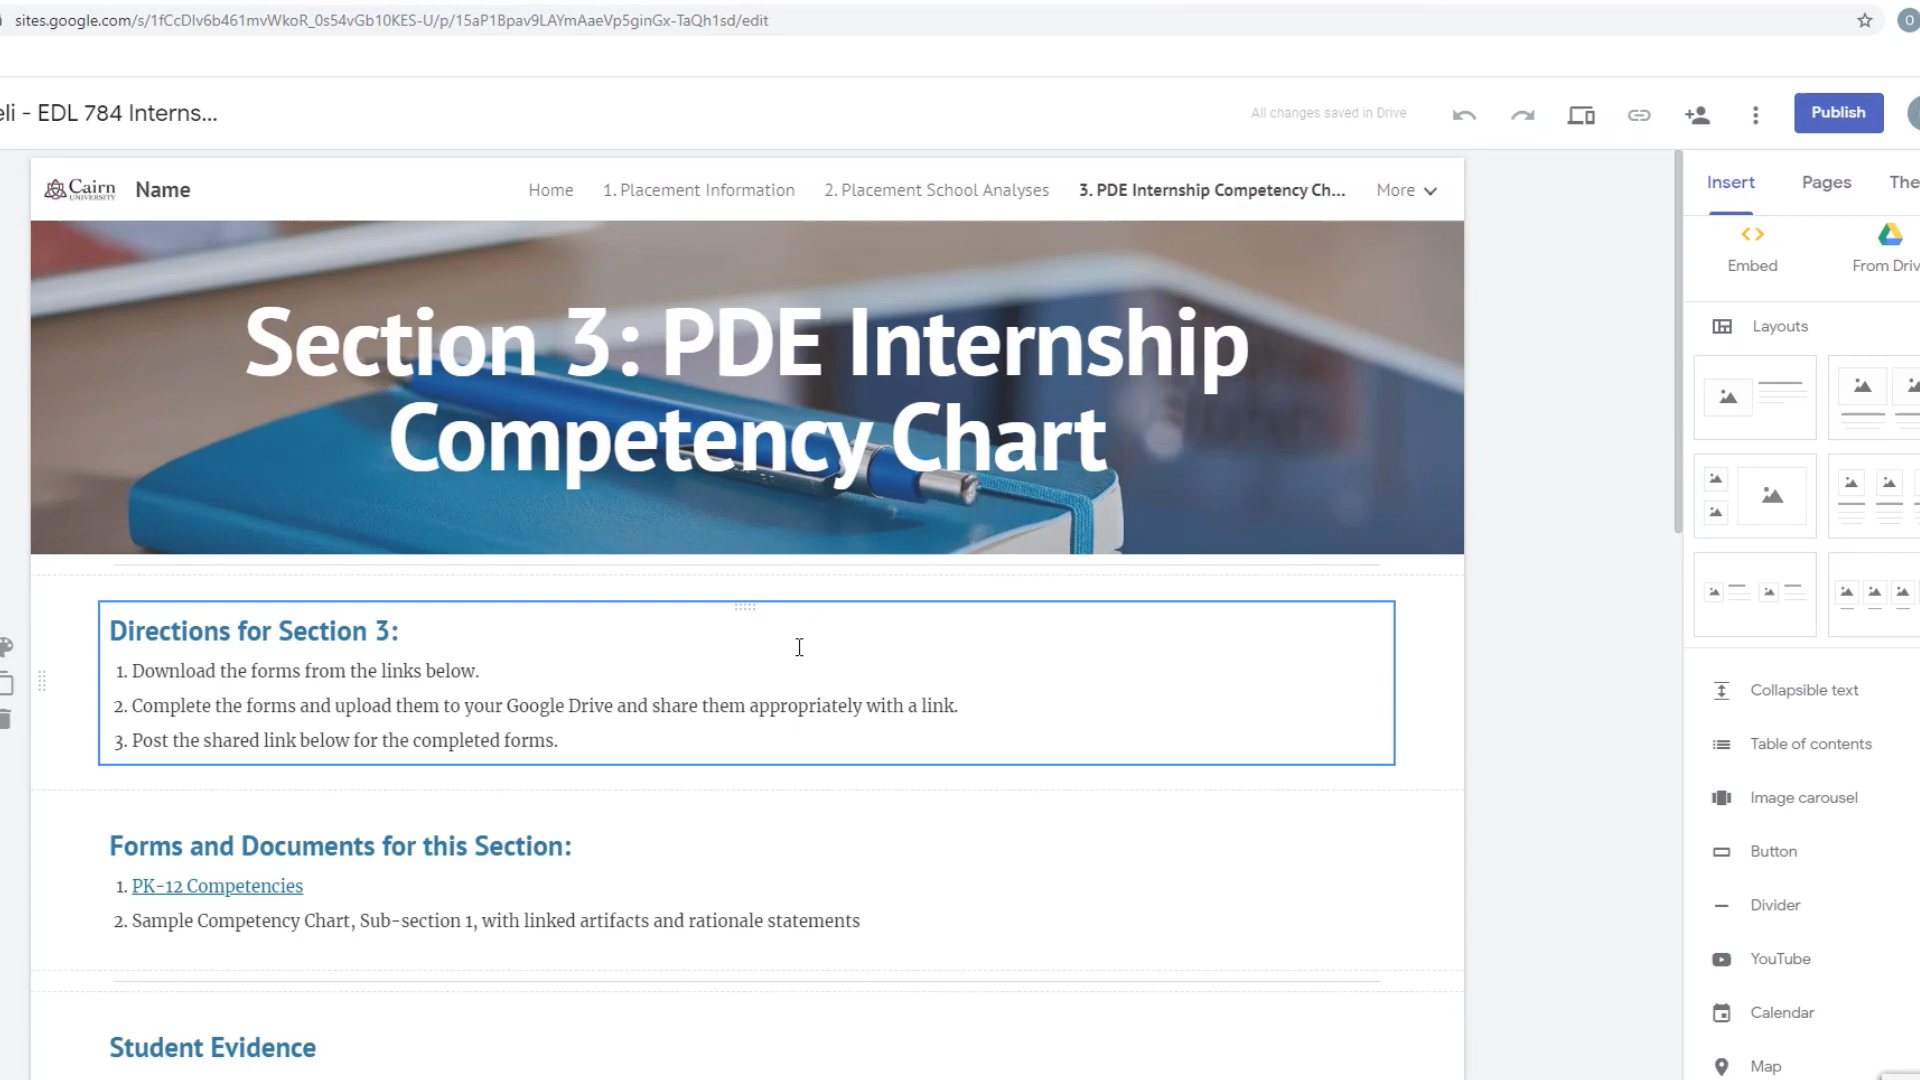 sites.google.com/s/1fCcDIv6b461mvWkoR_0s54vGb10KES-U/p/15aP1Bpav9LAYmAaeVp5ginGx-TaQh1sd/edit
eli - EDL 784 Interns...
All changes saved in Drive
Publish
Cairn
UNIVERSITY
Name
Home
1. Placement Information
2. Placement School Analyses
3. PDE Internship Competency Ch...
More
Insert
Pages
The
Embed
From Driv
Section 3: PDE Internship
Competency Chart
Layouts
Directions for Section 3:
1. Download the forms from the links below.
2. Complete the forms and upload them to your Google Drive and share them appropriately with a link.
3. Post the shared link below for the completed forms.
Collapsible text
Table of contents
Image carousel
Button
Divider
YouTube
Calendar
Map
Forms and Documents for this Section:
1. PK-12 Competencies
2. Sample Competency Chart, Sub-section 1, with linked artifacts and rationale statements
Student Evidence